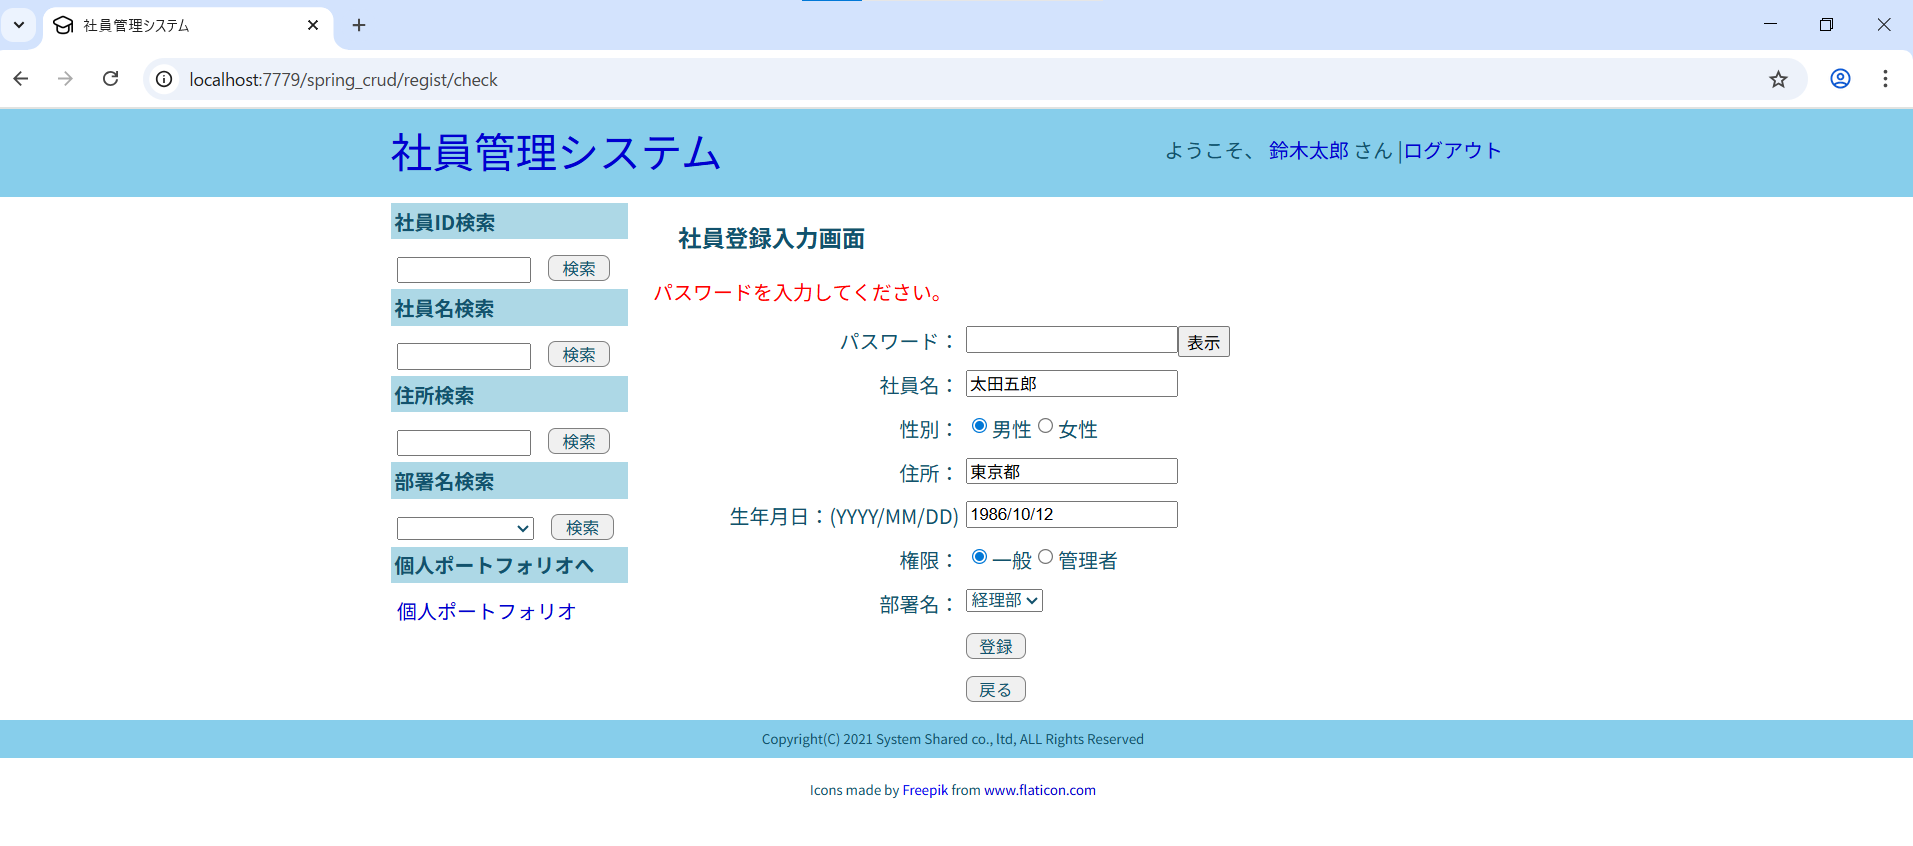 社員管理システム
localhost:7779/spring_crud/regist/check
社員管理システム
ようこそ、 鈴木太郎 さん |ログアウト
社員ID検索
検索
社員名検索
検索
住所検索
検索
部署名検索
検索
個人ポートフォリオへ
個人ポートフォリオ
社員登録入力画面
パスワードを入力してください。
パスワード： 表示
社員名： 太田五郎
性別： 男性 女性
住所： 東京都
生年月日：(YYYY/MM/DD) 1986/10/12
権限： 一般 管理者
部署名： 経理部
登録
戻る
Copyright(C) 2021 System Shared co., ltd, ALL Rights Reserved
Icons made by Freepik from www.flaticon.com